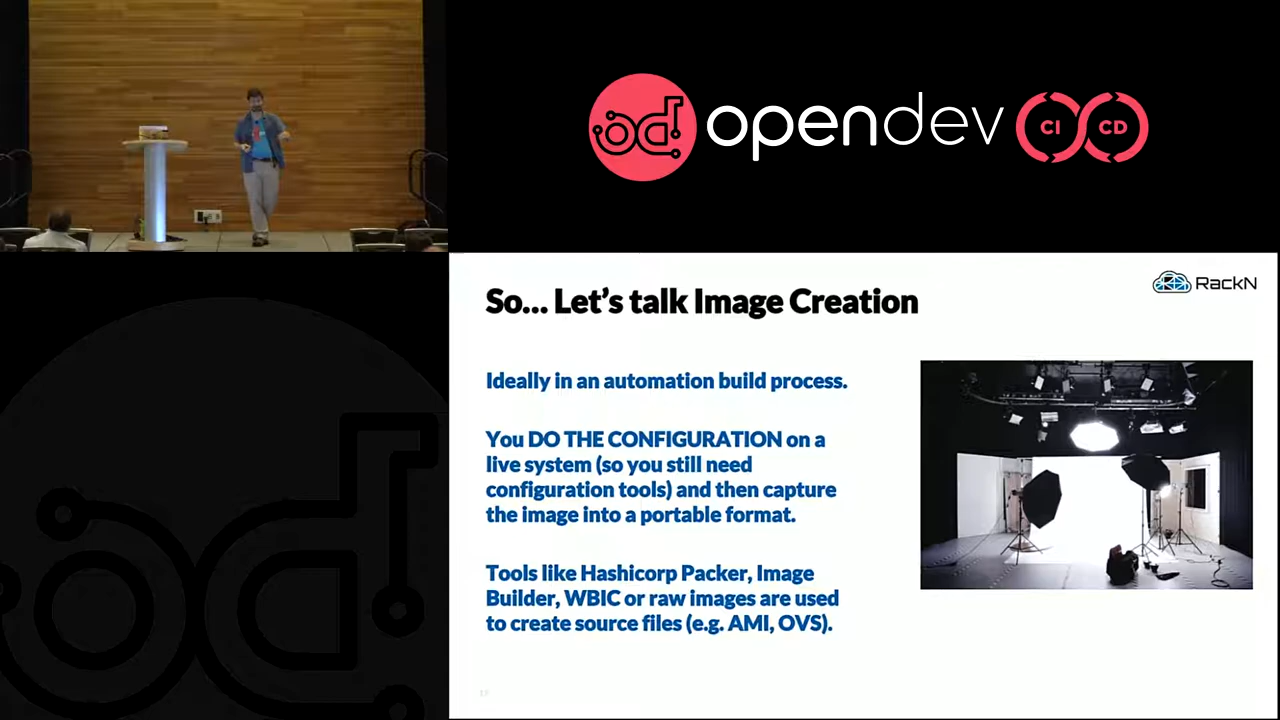 opendev
CI CD
RackN
So... Let's talk Image Creation
Ideally in an automation build process.
You DO THE CONFIGURATION on a
live system (so you still need
configuration tools) and then capture
the image into a portable format.
Tools like Hashicorp Packer, Image
Builder, WBIC or raw images are used
to create source files (e.g. AMI, OVS).